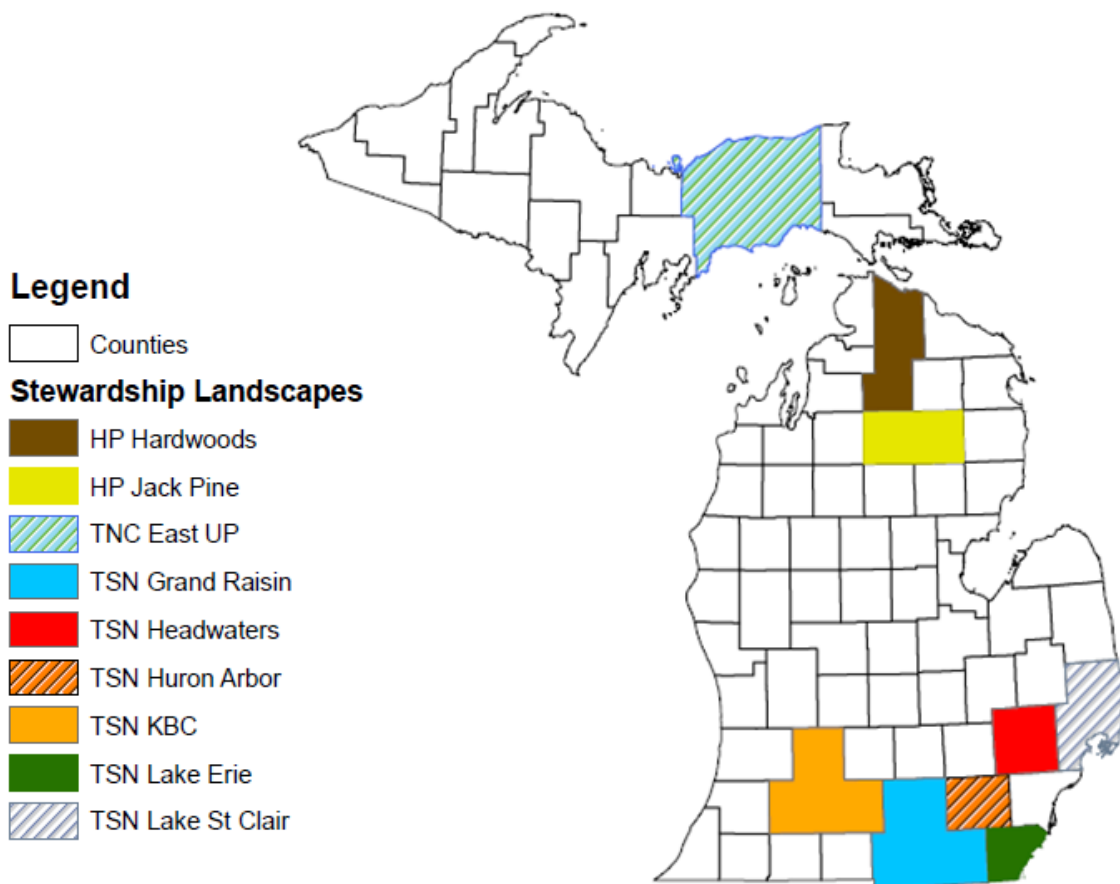 Legend
Counties
Stewardship Landscapes
HP Hardwoods
HP Jack Pine
TNC East UP
TSN Grand Raisin
TSN Headwaters
TSN Huron Arbor
TSN KBC
TSN Lake Erie
TSN Lake St Clair